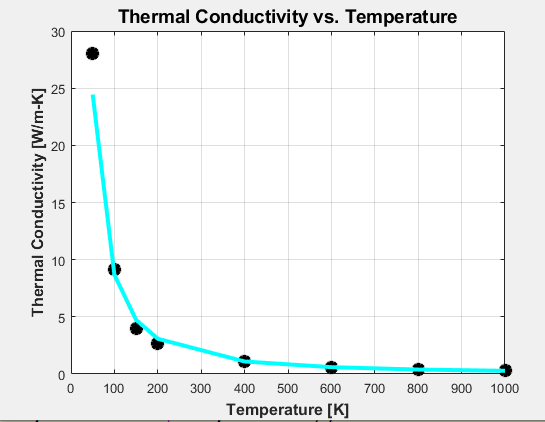 Thermal Conductivity vs. Temperature
Thermal Conductivity [W/m-K]
30
25
20
15
10
5
0
0 100 200 300 400 500 600 700 800 900 1000
Temperature [K]